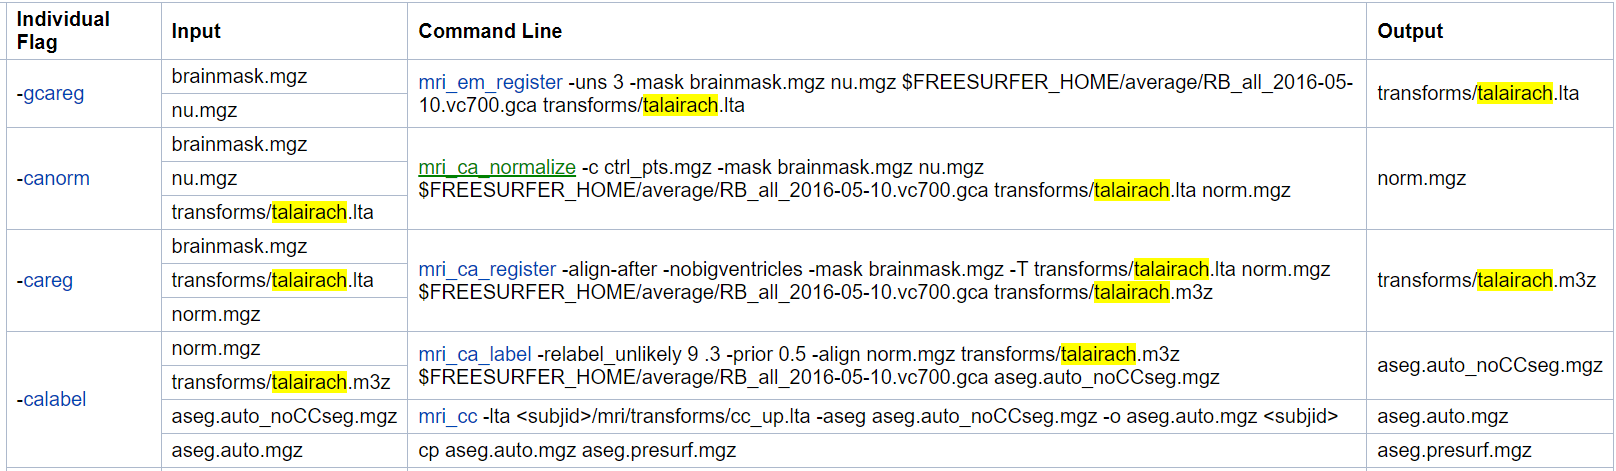 Individual
Flag
Input
Command Line
Output
-gcareg
brainmask.mgz
nu.mgz
mri_em_register -uns 3 -mask brainmask.mgz nu.mgz $FREESURFER_HOME/average/RB_all_2016-05-
10.vc700.gca transforms/talairach.lta
transforms/talairach.lta
-canorm
brainmask.mgz
nu.mgz
transforms/talairach.lta
mri_ca_normalize -c ctrl_pts.mgz -mask brainmask.mgz nu.mgz
$FREESURFER_HOME/average/RB_all_2016-05-10.vc700.gca transforms/talairach.lta norm.mgz
norm.mgz
-careg
brainmask.mgz
transforms/talairach.lta
norm.mgz
mri_ca_register -align-after -nobigventricles -mask brainmask.mgz -T transforms/talairach.lta norm.mgz
$FREESURFER_HOME/average/RB_all_2016-05-10.vc700.gca transforms/talairach.m3z
transforms/talairach.m3z
-calabel
norm.mgz
transforms/talairach.m3z
mri_ca_label -relabel_unlikely 9 .3 -prior 0.5 -align norm.mgz transforms/talairach.m3z
$FREESURFER_HOME/average/RB_all_2016-05-10.vc700.gca aseg.auto_noCCseg.mgz
aseg.auto_noCCseg.mgz
aseg.auto_noCCseg.mgz
mri_cc -lta <subjid>/mri/transforms/cc_up.lta -aseg aseg.auto_noCCseg.mgz -o aseg.auto.mgz <subjid>
aseg.auto.mgz
aseg.auto.mgz
cp aseg.auto.mgz aseg.presurf.mgz
aseg.presurf.mgz